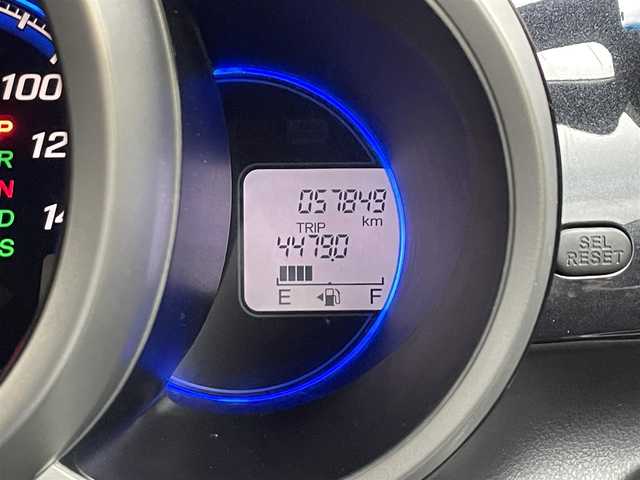 100
12
14
P
R
N
D
S
057849
km
TRIP
4479.0
E F
SEL
RESET